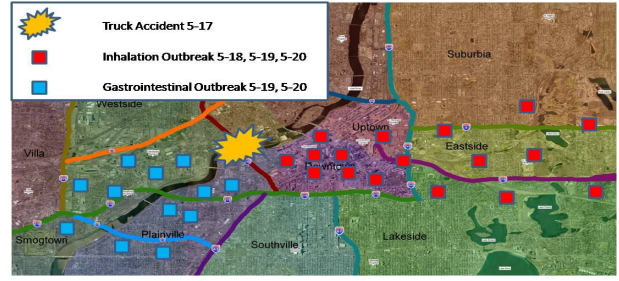 Truck Accident 5-17
Inhalation Outbreak 5-18, 5-19, 5-20
Gastrointestinal Outbreak 5-19, 5-20
Suburbia
Westside
Uptown
Villa
Eastside
Downtown
Smogtown
Plainville
Southville
Lakeside